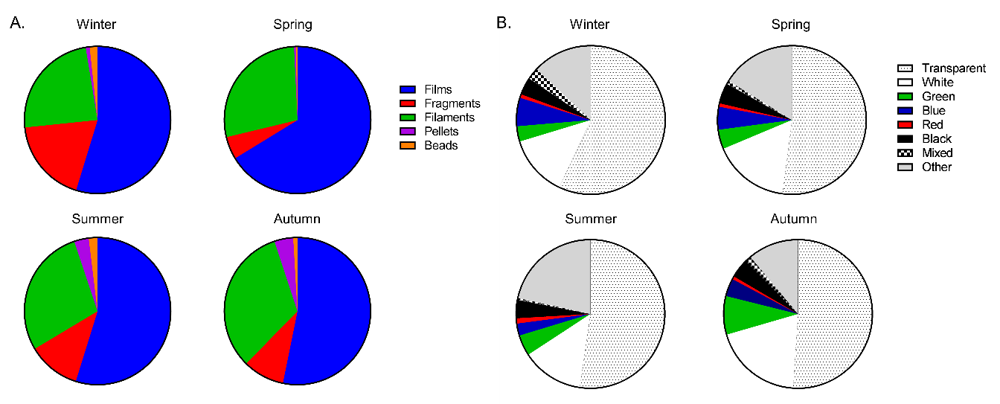 A.
Winter
Spring
Films
Fragments
Filaments
Pellets
Beads
Summer
Autumn
B.
Winter
Spring
Transparent
White
Green
Blue
Red
Black
Mixed
Other
Summer
Autumn